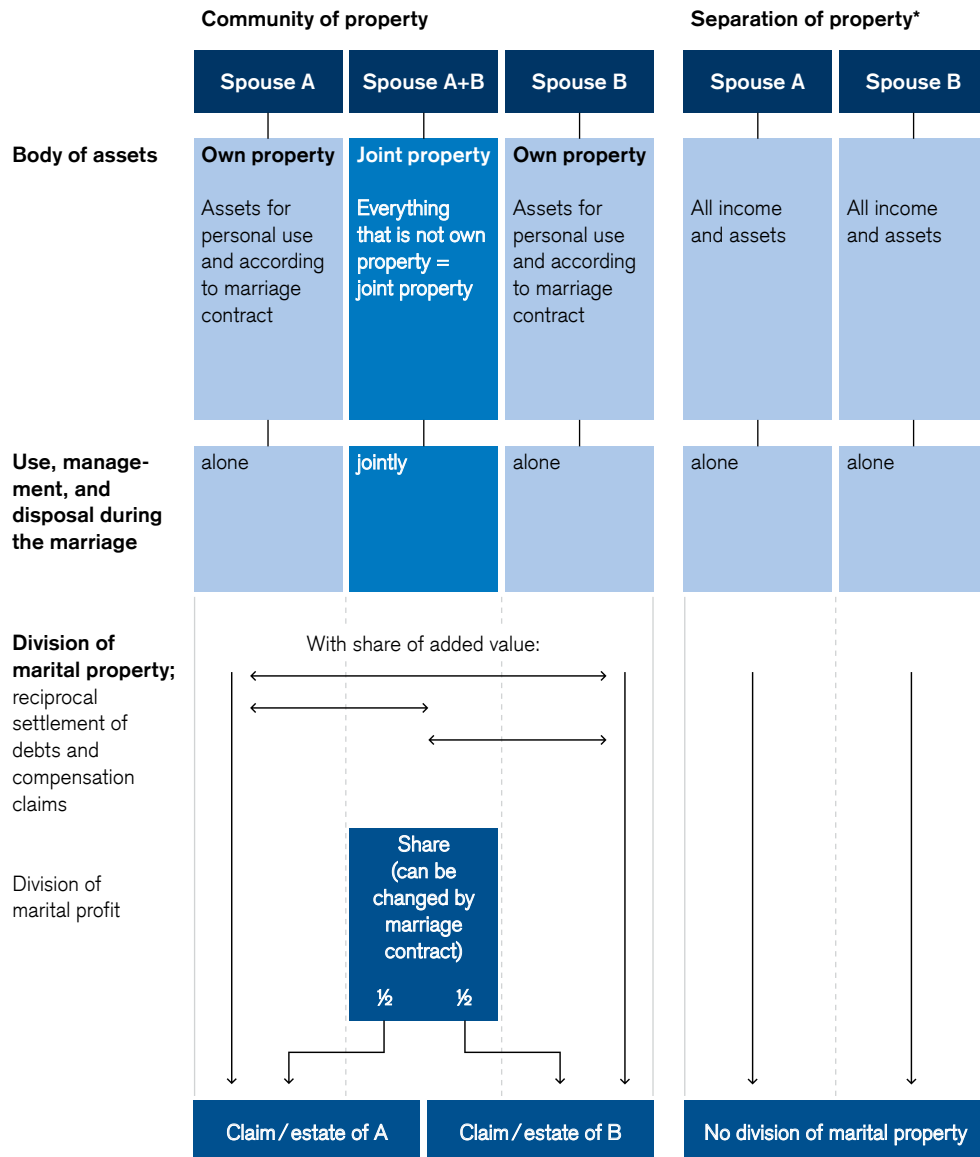 Community of property
Separation of property*
Spouse A
Spouse A+B
Spouse B
Spouse A
Spouse B
Body of assets
Own property
Assets for
personal use
and according
to marriage
contract
Joint property
Everything
that is not own
property =
joint property
Own property
Assets for
personal use
and according
to marriage
contract
All income
and assets
All income
and assets
Use, manage-
ment, and
disposal during
the marriage
alone
jointly
alone
alone
alone
Division of
marital property;
reciprocal
settlement of
debts and
compensation
claims
With share of added value:
Division of
marital profit
Share
(can be
changed by
marriage
contract)
½ ½
Claim / estate of A
Claim / estate of B
No division of marital property